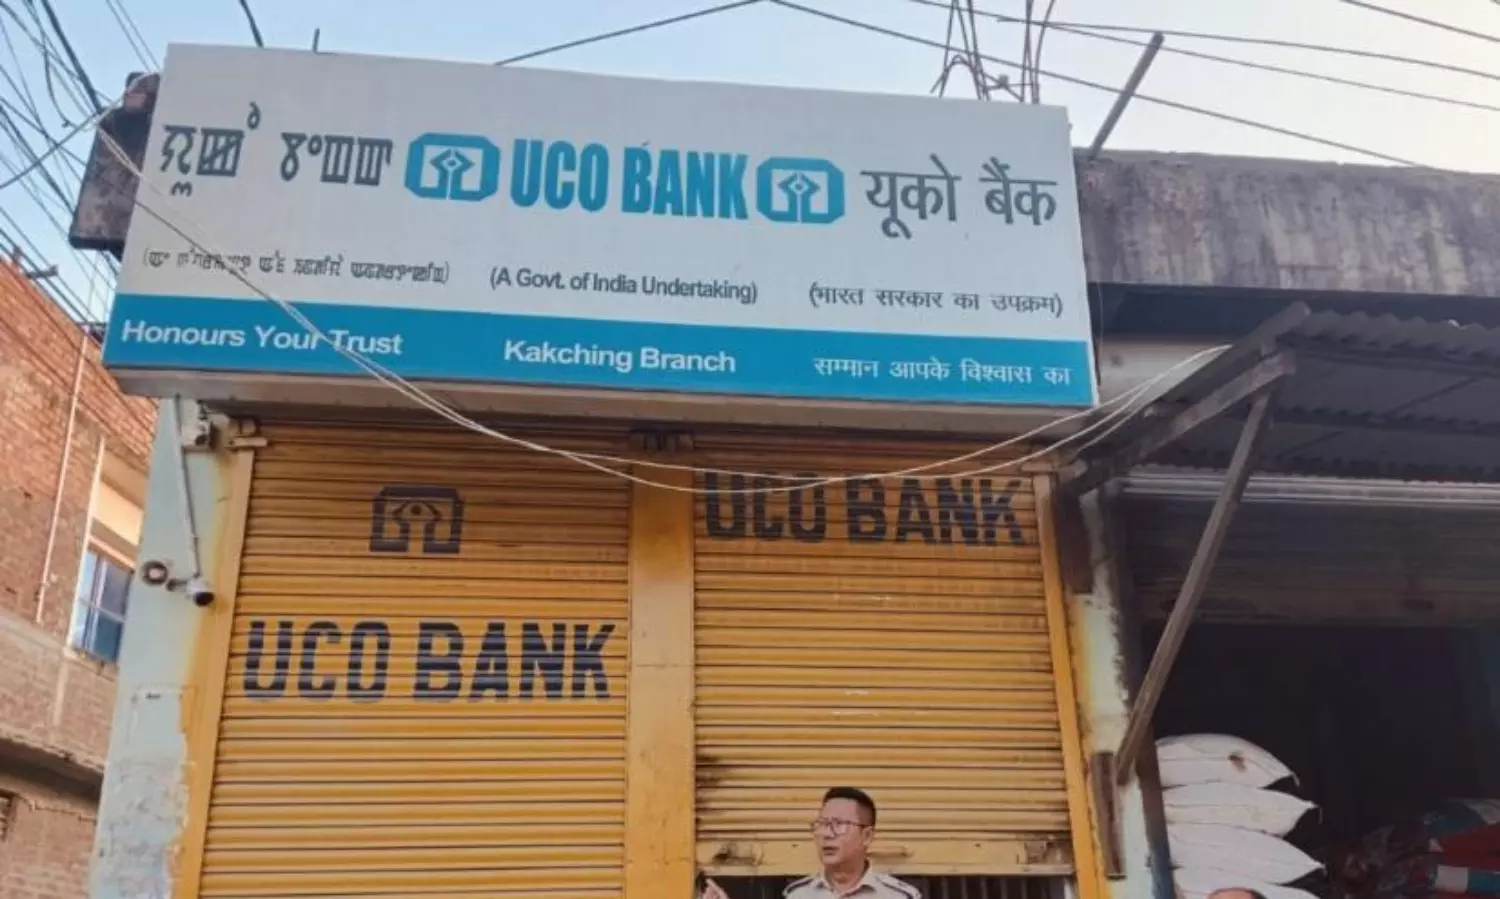 UCO BANK यूको बैंक
(A Govt. of India Undertaking) (भारत सरकार का उपक्रम)
Honours Your Trust Kakching Branch सम्मान आपके विश्वास का
UCO BANK
UCO BANK